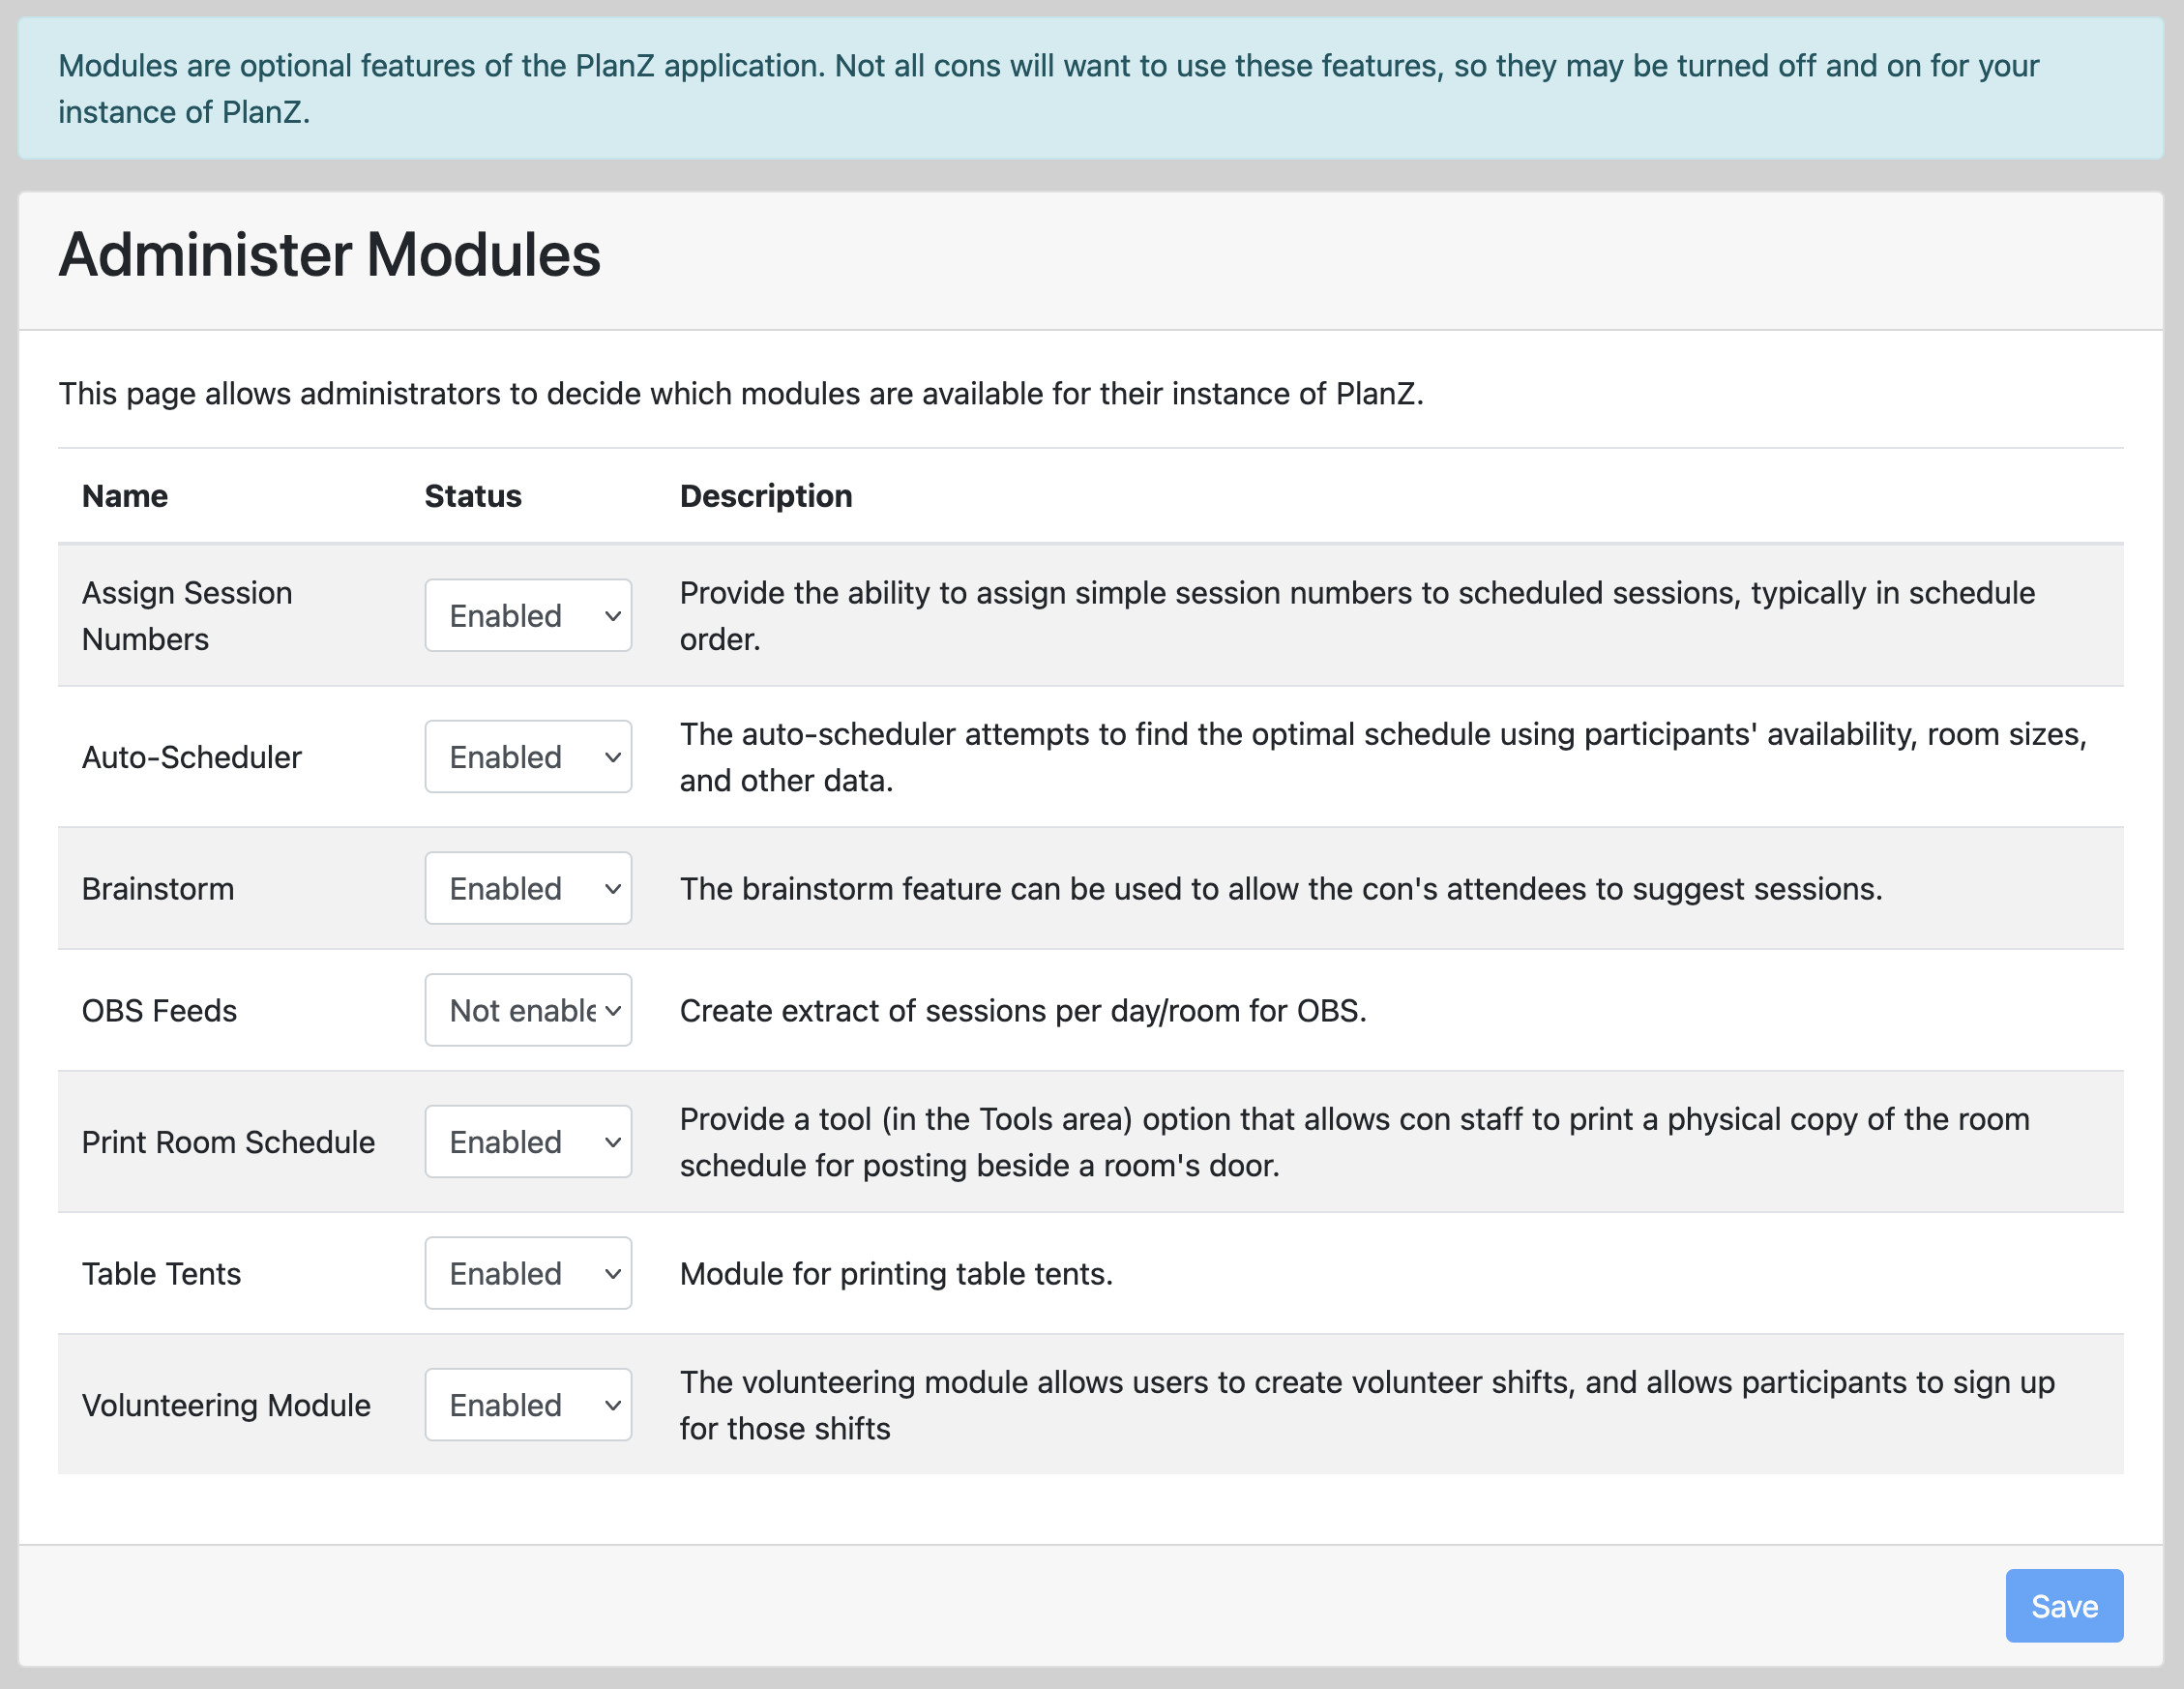 Modules are optional features of the PlanZ application. Not all cons will want to use these features, so they may be turned off and on for your
instance of PlanZ.
Administer Modules
This page allows administrators to decide which modules are available for their instance of PlanZ.
Name Status Description
Assign Session
Numbers
Enabled
Provide the ability to assign simple session numbers to scheduled sessions, typically in schedule
order.
Auto-Scheduler
Enabled
The auto-scheduler attempts to find the optimal schedule using participants' availability, room sizes,
and other data.
Brainstorm
Enabled
The brainstorm feature can be used to allow the con's attendees to suggest sessions.
OBS Feeds
Not enable
Create extract of sessions per day/room for OBS.
Print Room Schedule
Enabled
Provide a tool (in the Tools area) option that allows con staff to print a physical copy of the room
schedule for posting beside a room's door.
Table Tents
Enabled
Module for printing table tents.
Volunteering Module
Enabled
The volunteering module allows users to create volunteer shifts, and allows participants to sign up
for those shifts
Save